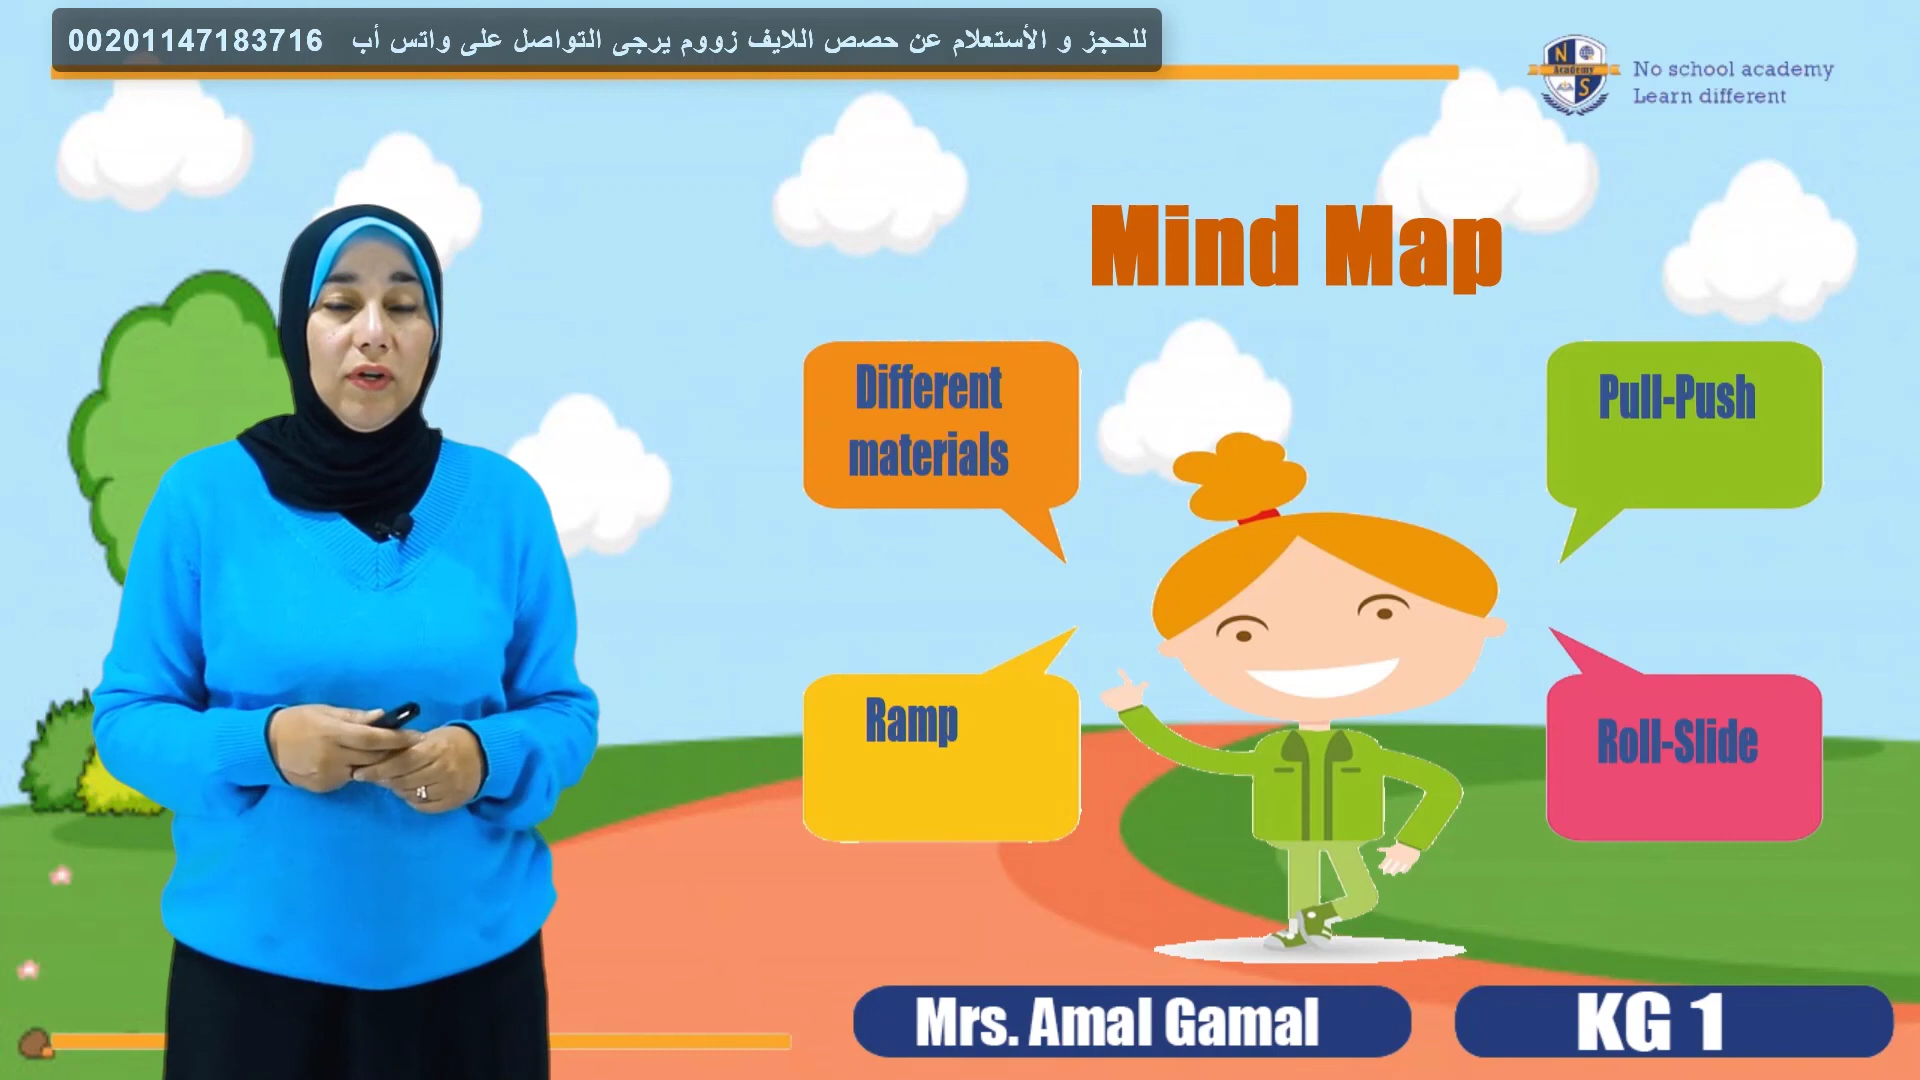 للحجز و الأستعلام عن حصص اللايف زووم يرجى التواصل على واتس أب 00201147183716
N
Academy
S
No school academy
Learn different
Mind Map
Different
materials
Pull-Push
Ramp
Roll-Slide
Mrs. Amal Gamal
KG 1